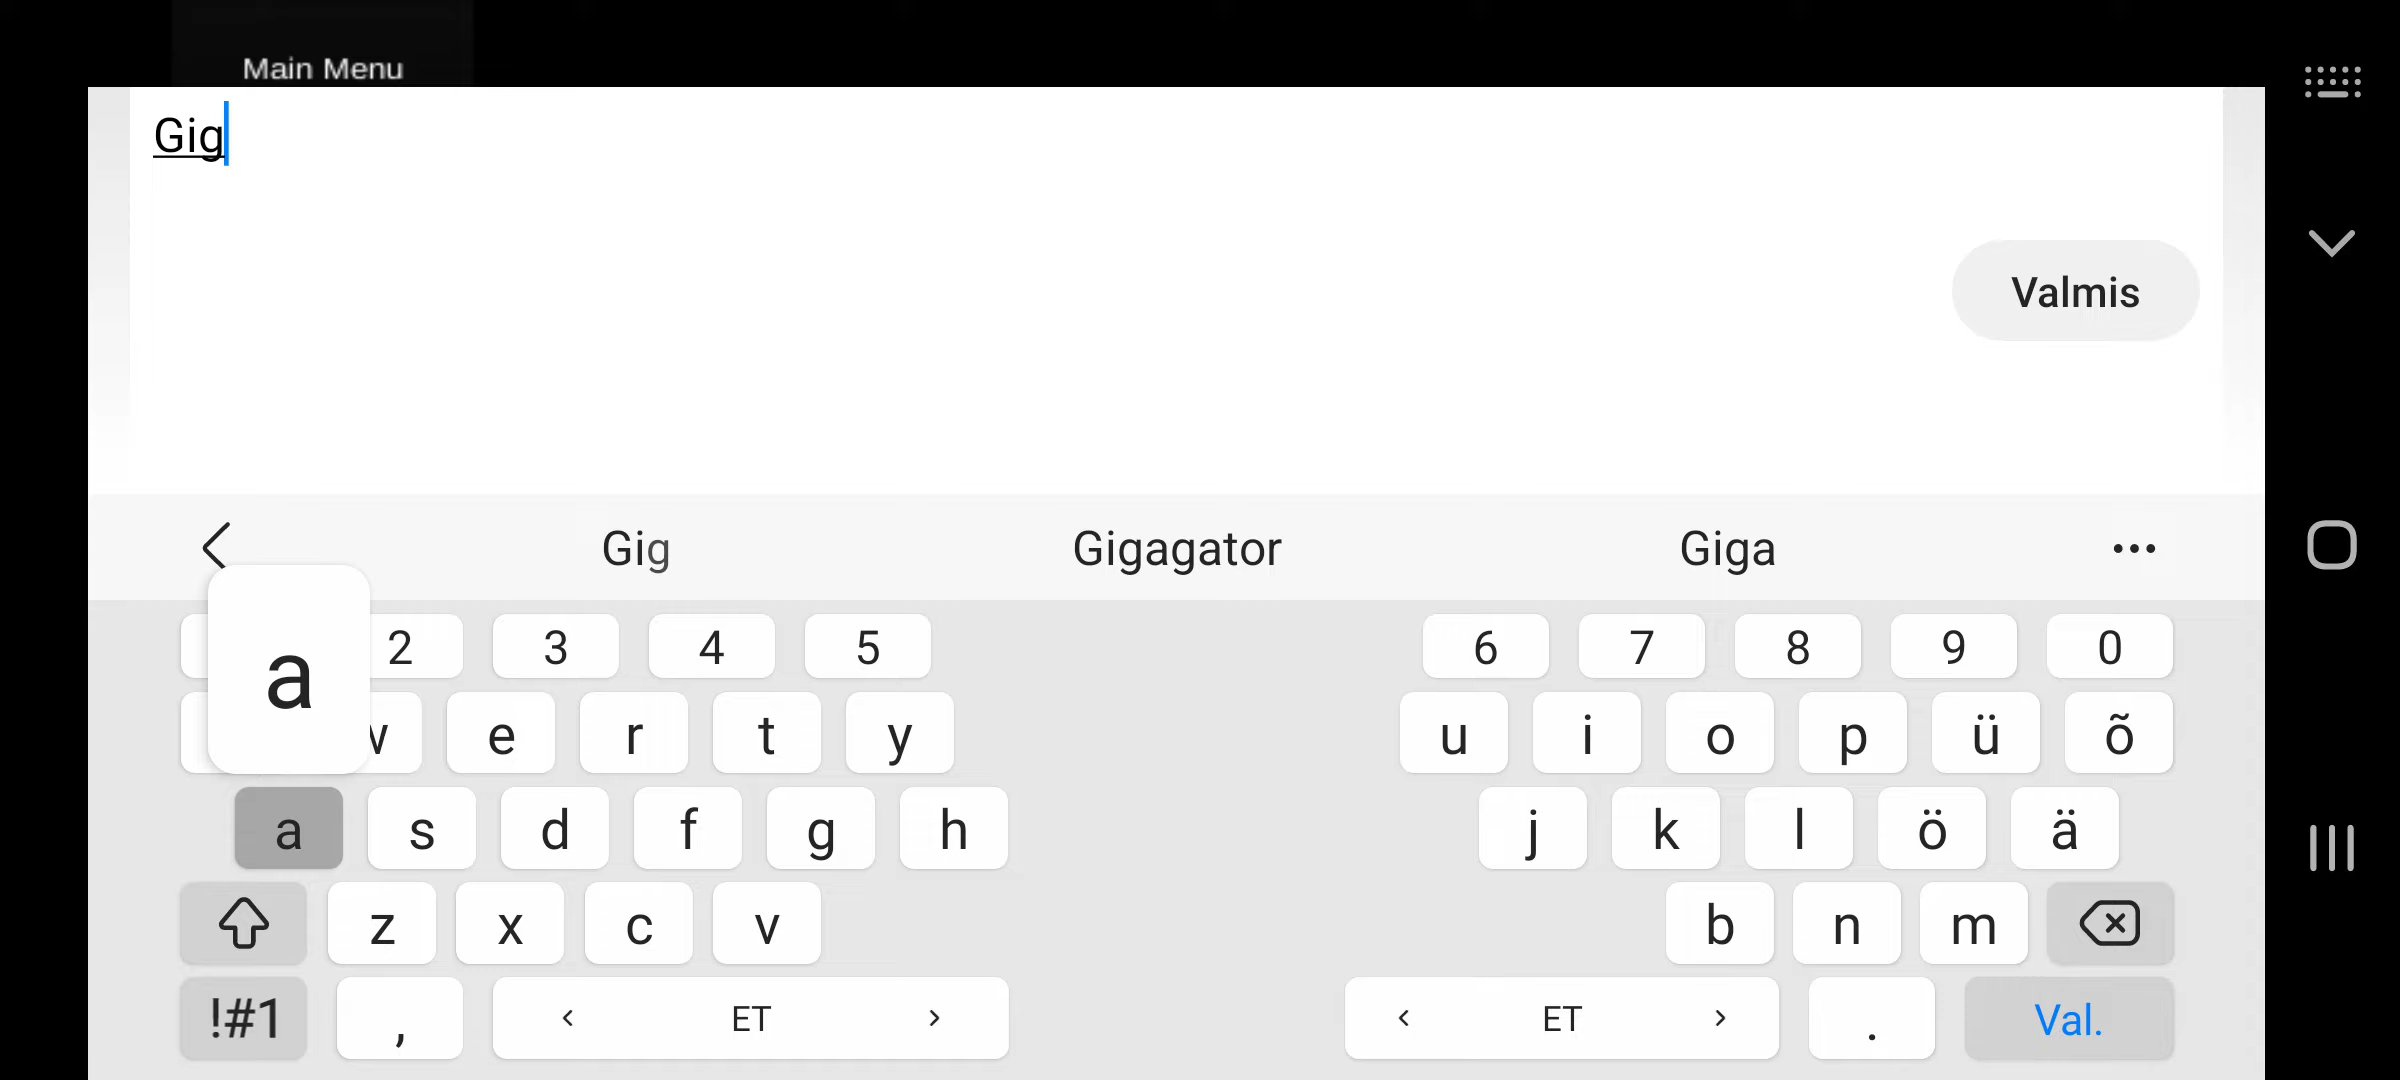 Main Menu
Gig
Valmis
Gig Gigagator Giga
a
2 3 4 5 6 7 8 9 0
w e r t y u i o p ü õ
a s d f g h j k l ö ä
z x c v b n m
!#1 , < ET > < ET > . Val.